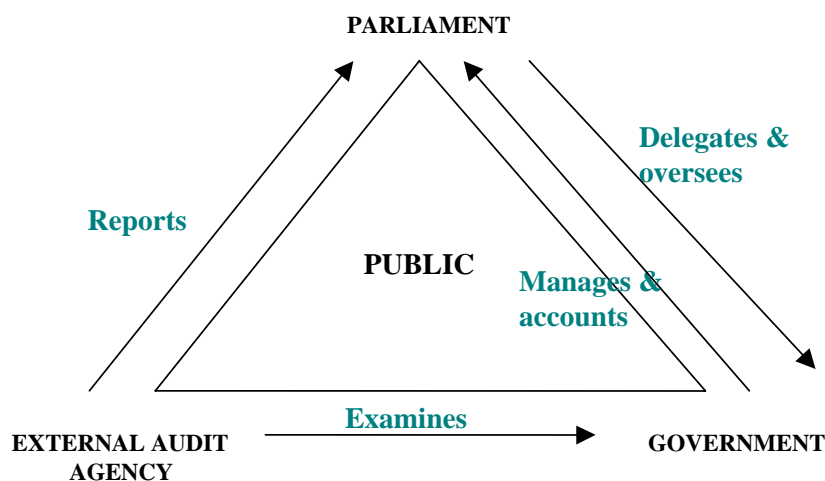 PARLIAMENT
Delegates &
oversees
Reports
PUBLIC
Manages &
accounts
Examines
EXTERNAL AUDIT
AGENCY
GOVERNMENT